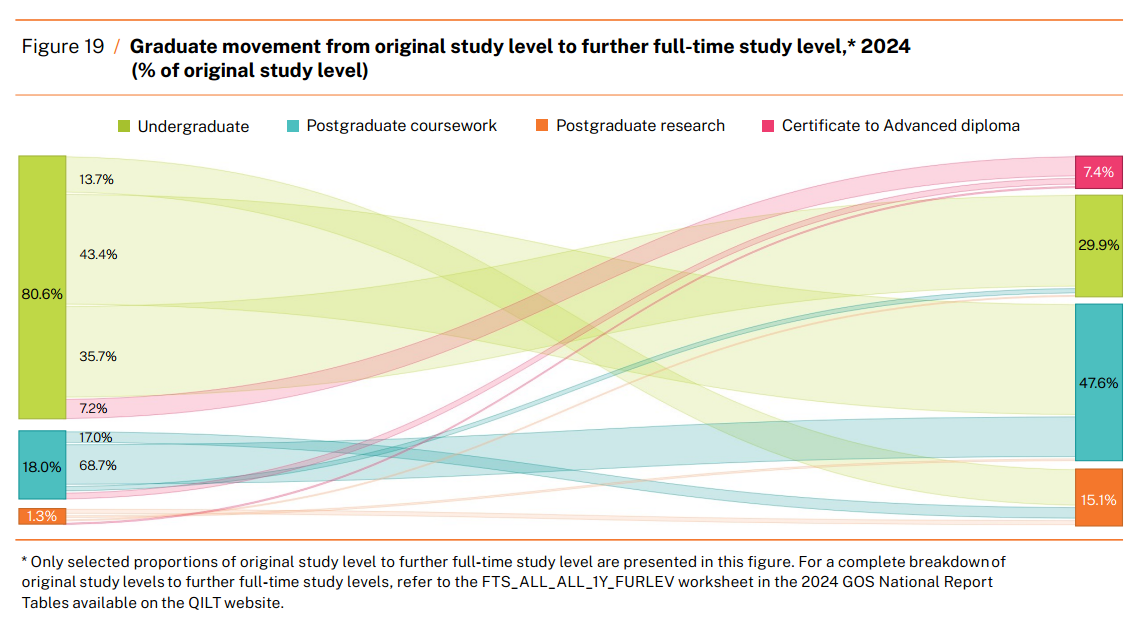 Figure 19 / Graduate movement from original study level to further full-time study level,* 2024
(% of original study level)
Undergraduate
Postgraduate coursework
Postgraduate research
Certificate to Advanced diploma
13.7%
7.4%
43.4%
29.9%
80.6%
35.7%
47.6%
7.2%
17.0%
18.0%
68.7%
15.1%
1.3%
* Only selected proportions of original study level to further full-time study level are presented in this figure. For a complete breakdown of
original study levels to further full-time study levels, refer to the FTS_ALL_ALL_1Y_FURLEV worksheet in the 2024 GOS National Report
Tables available on the QILT website.